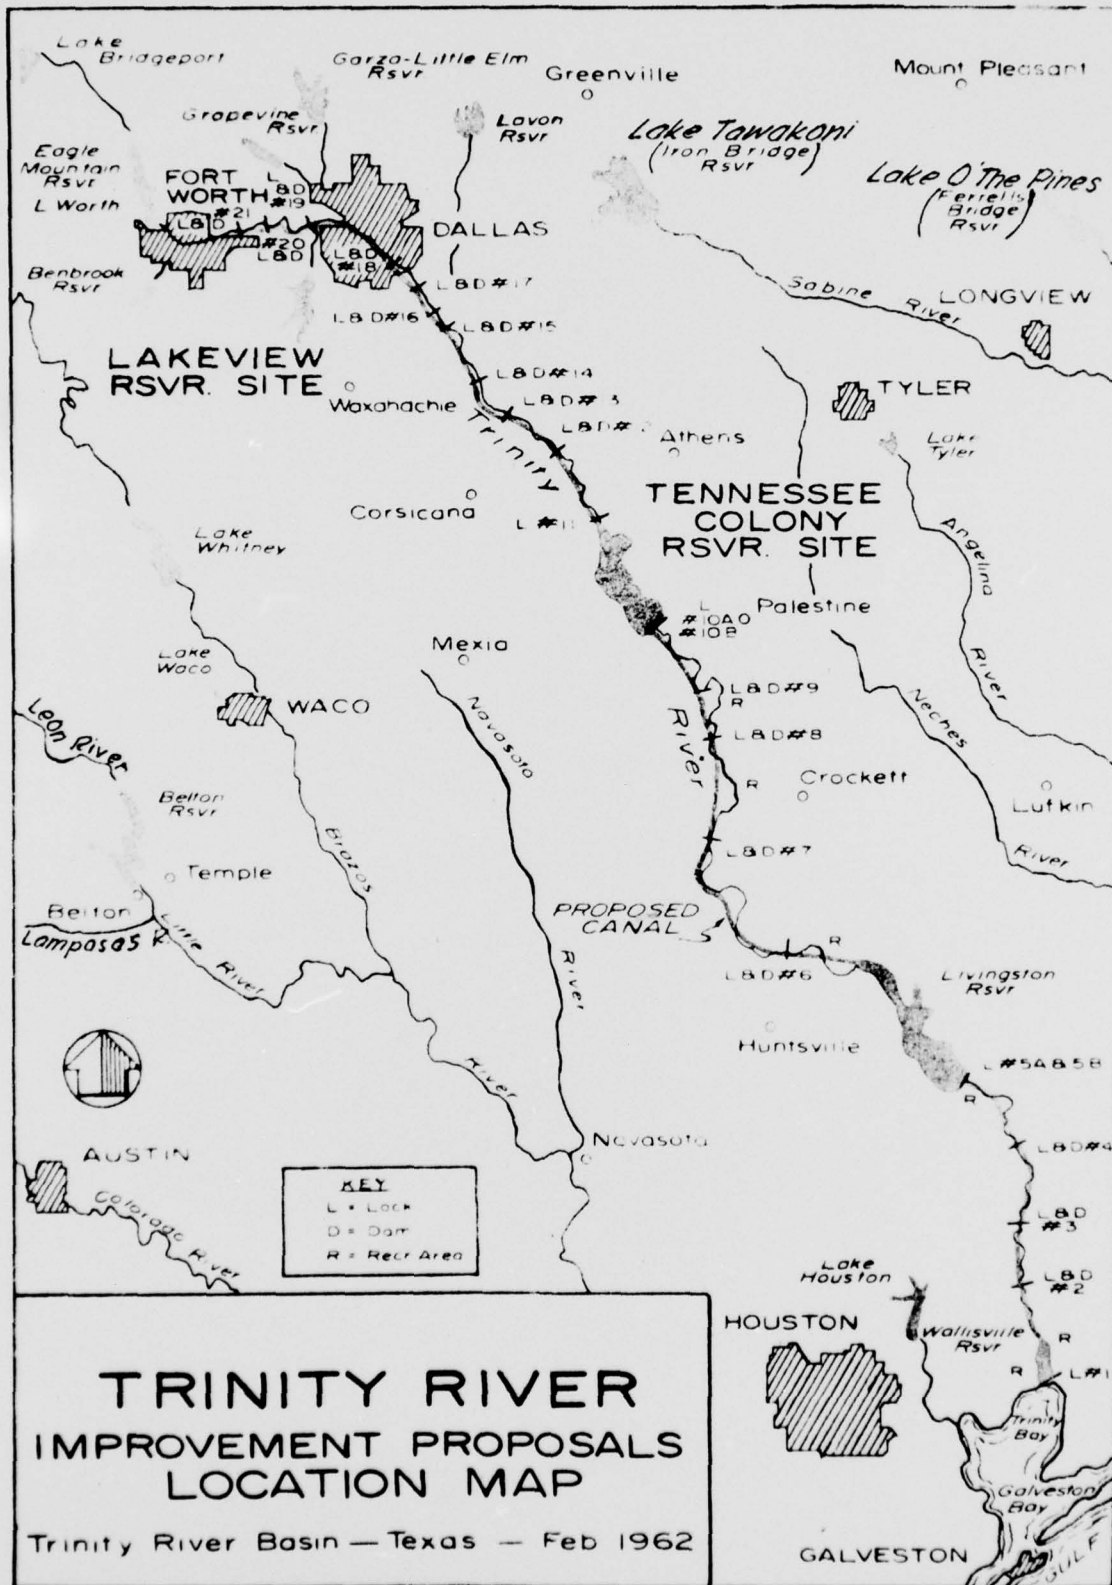 Lake
Bridgeport
Garza-Little Elm
Rsvr
Greenville
Mount Pleasant
Grapevine
Rsvr.
Lavon
Rsvr
Lake Tawakoni
(Iron Bridge)
Rsvr
Eagle
Mountain
Rsvr
L Worth
FORT
WORTH
L
&D
#19
#21
L&D
#20
L&D
Lake O'The Pines
(Ferrells
Bridge
Rsvr)
DALLAS
L&D
#18
Benbrook
Rsvr
L&D#17
L&D#16
L&D#15
Sabine River
LONGVIEW
LAKEVIEW
RSVR. SITE
L&D#14
TYLER
Waxahachie
L&D#
L&D#
Trinity
Athens
Lake
Tyler
Corsicana
L #11
TENNESSEE
COLONY
RSVR. SITE
Lake
Whitney
Angelina
River
L
#10A
#10B
Palestine
Mexia
Lake
Waco
L&D#9
R
WACO
Navasota
River
L&D#8
Neches
River
Leon River
R
Crockett
Lufkin
Belton
Rsvr
L&D#7
Brazos
Temple
Belton
Lampasas R.
Little River
PROPOSED
CANAL
R
L&D#6
River
Livingston
Rsvr
Huntsville
L#5A&5B
R
River
Navasota
L&D#4
AUSTIN
Colorado River
KEY
L = Lock
D = Dam
R = Recr Area
L&D
#3
Lake
Houston
L&D
#2
HOUSTON
Wallisville
Rsvr
R
R
L#1
Trinity
Bay
TRINITY RIVER
IMPROVEMENT PROPOSALS
LOCATION MAP
Trinity River Basin — Texas — Feb 1962
Galveston
Bay
GALVESTON
GULF